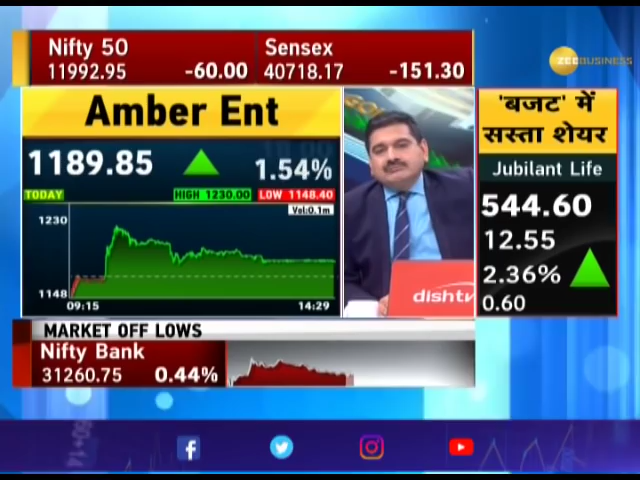 Nifty 50
11992.95 -60.00
Sensex
40718.17 -151.30
ZEEBUSINESS
Amber Ent
1189.85 1.54%
TODAY HIGH 1230.00 LOW 1148.40
Vol:0.1m
1230
1148
09:15 14:29
dishtv
'बजट' में
सस्ता शेयर
Jubilant Life
544.60
12.55
2.36%
0.60
MARKET OFF LOWS
Nifty Bank
31260.75 0.44%